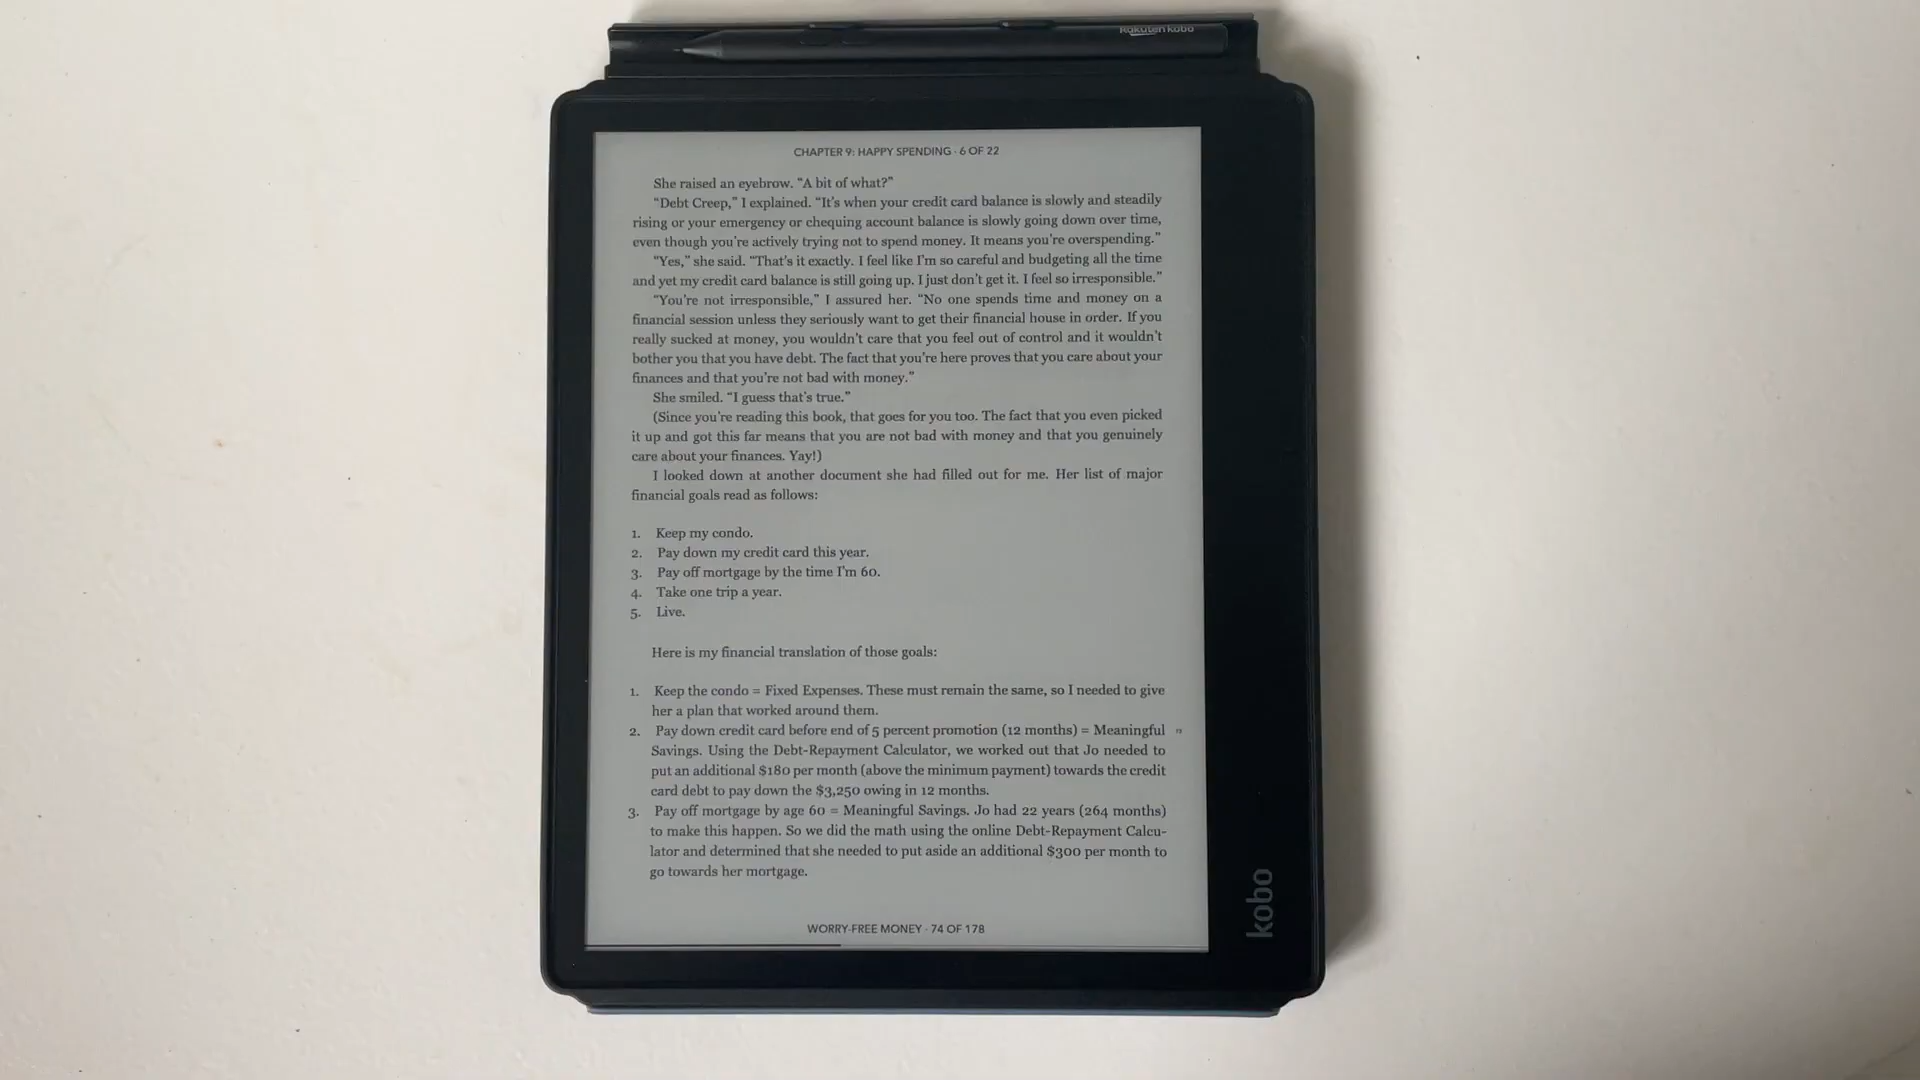 Rakuten kobo
CHAPTER 9: HAPPY SPENDING · 6 OF 22
She raised an eyebrow. “A bit of what?”
“Debt Creep,” I explained. “It’s when your credit card balance is slowly and steadily
rising or your emergency or chequing account balance is slowly going down over time,
even though you’re actively trying not to spend money. It means you’re overspending.”
“Yes,” she said. “That’s it exactly. I feel like I’m so careful and budgeting all the time
and yet my credit card balance is still going up. I just don’t get it. I feel so irresponsible.”
“You’re not irresponsible,” I assured her. “No one spends time and money on a
financial session unless they seriously want to get their financial house in order. If you
really sucked at money, you wouldn’t care that you feel out of control and it wouldn’t
bother you that you have debt. The fact that you’re here proves that you care about your
finances and that you’re not bad with money.”
She smiled. “I guess that’s true.”
(Since you’re reading this book, that goes for you too. The fact that you even picked
it up and got this far means that you are not bad with money and that you genuinely
care about your finances. Yay!)
I looked down at another document she had filled out for me. Her list of major
financial goals read as follows:
1. Keep my condo.
2. Pay down my credit card this year.
3. Pay off mortgage by the time I’m 60.
4. Take one trip a year.
5. Live.
Here is my financial translation of those goals:
1. Keep the condo = Fixed Expenses. These must remain the same, so I needed to give
her a plan that worked around them.
2. Pay down credit card before end of 5 percent promotion (12 months) = Meaningful
Savings. Using the Debt-Repayment Calculator, we worked out that Jo needed to
put an additional $180 per month (above the minimum payment) towards the credit
card debt to pay down the $3,250 owing in 12 months.
3. Pay off mortgage by age 60 = Meaningful Savings. Jo had 22 years (264 months)
to make this happen. So we did the math using the online Debt-Repayment Calcu-
lator and determined that she needed to put aside an additional $300 per month to
go towards her mortgage.
WORRY-FREE MONEY · 74 OF 178
kobo